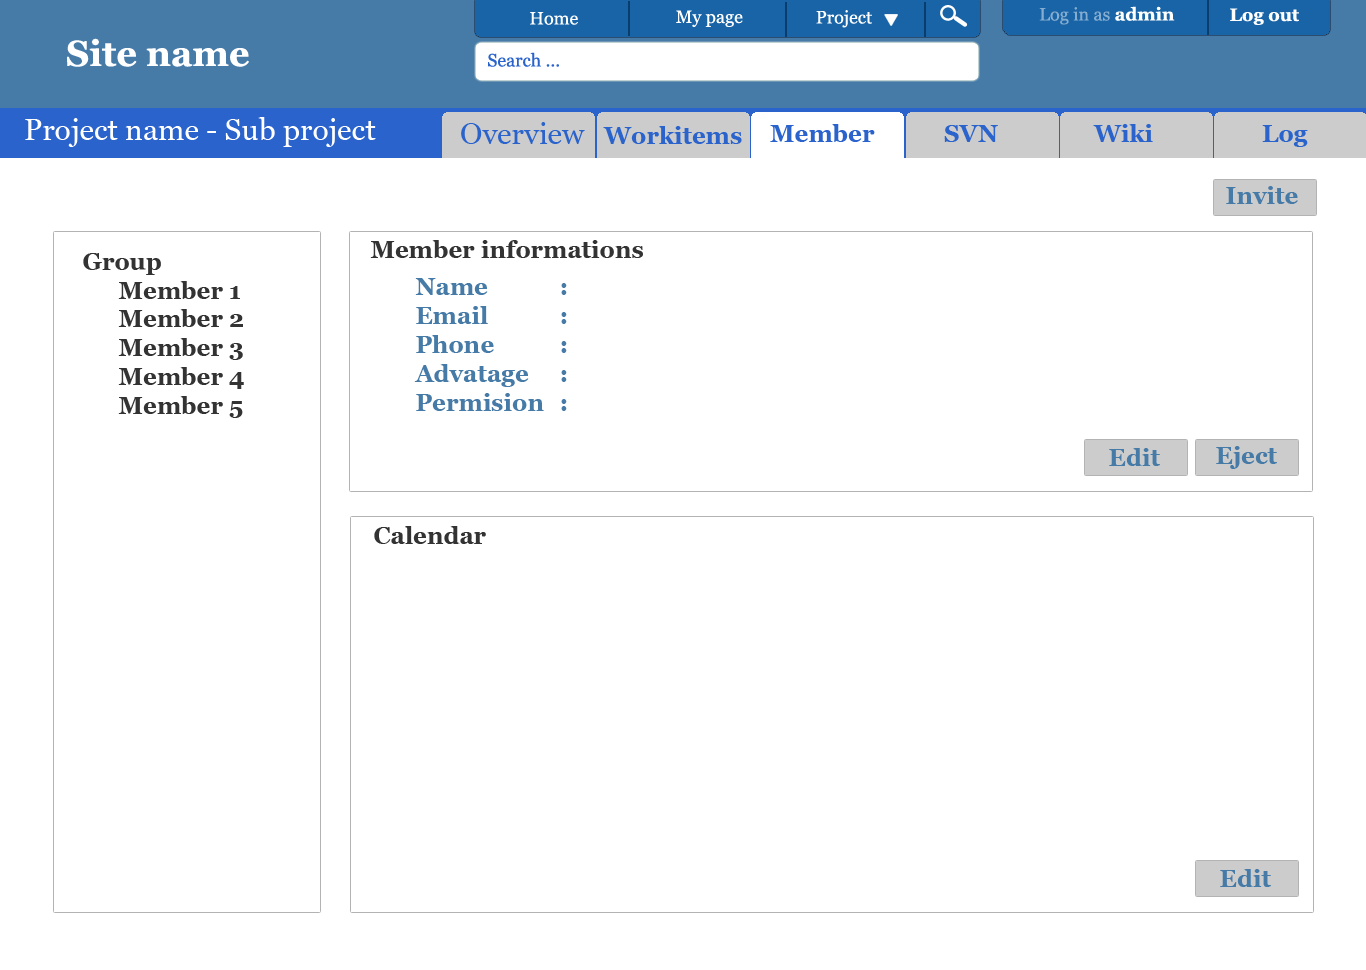 Home My page Project Log in as admin Log out
Site name
Search ...
Project name - Sub project Overview Workitems Member SVN Wiki Log
Invite
Group
Member 1
Member 2
Member 3
Member 4
Member 5
Member informations
Name :
Email :
Phone :
Advatage :
Permision :
Edit Eject
Calendar
Edit